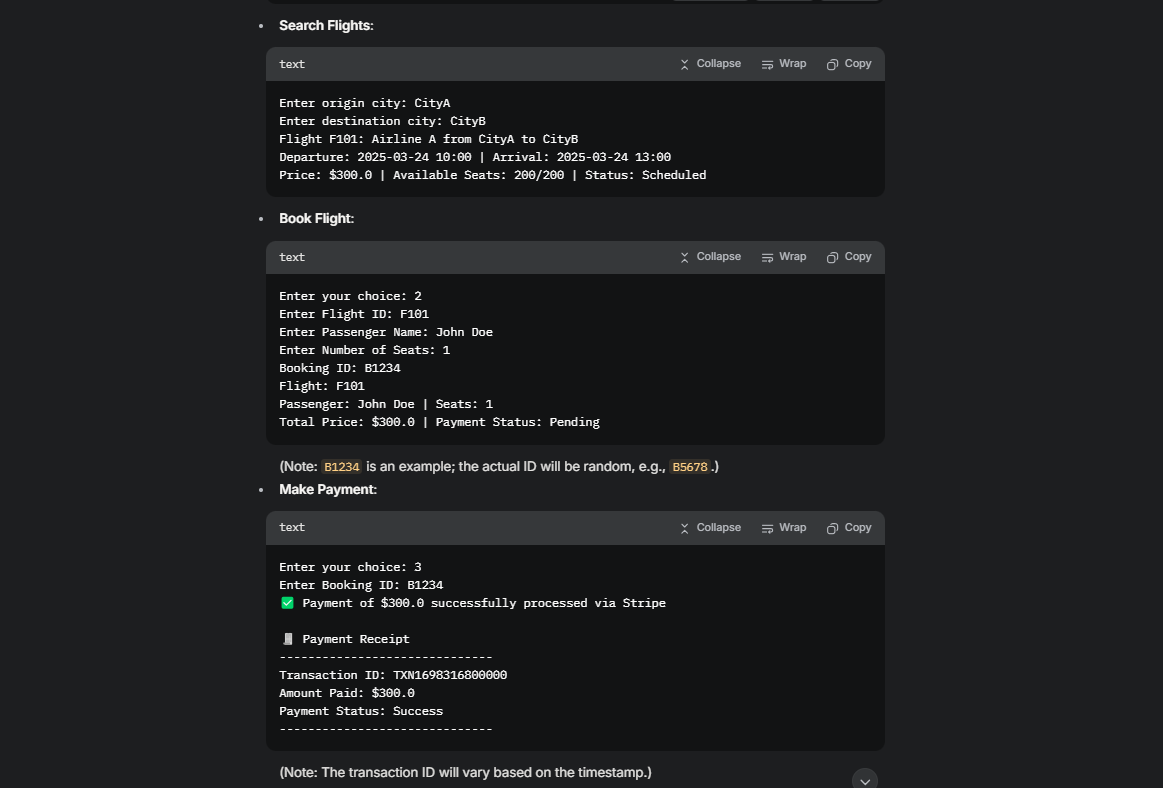 Search Flights:
text
Collapse
Wrap
Copy
Enter origin city: CityA
Enter destination city: CityB
Flight F101: Airline A from CityA to CityB
Departure: 2025-03-24 10:00 | Arrival: 2025-03-24 13:00
Price: $300.0 | Available Seats: 200/200 | Status: Scheduled
Book Flight:
text
Collapse
Wrap
Copy
Enter your choice: 2
Enter Flight ID: F101
Enter Passenger Name: John Doe
Enter Number of Seats: 1
Booking ID: B1234
Flight: F101
Passenger: John Doe | Seats: 1
Total Price: $300.0 | Payment Status: Pending
(Note: B1234 is an example; the actual ID will be random, e.g., B5678.)
Make Payment:
text
Collapse
Wrap
Copy
Enter your choice: 3
Enter Booking ID: B1234
✅ Payment of $300.0 successfully processed via Stripe
🧾 Payment Receipt
------------------------------
Transaction ID: TXN1698316800000
Amount Paid: $300.0
Payment Status: Success
------------------------------
(Note: The transaction ID will vary based on the timestamp.)